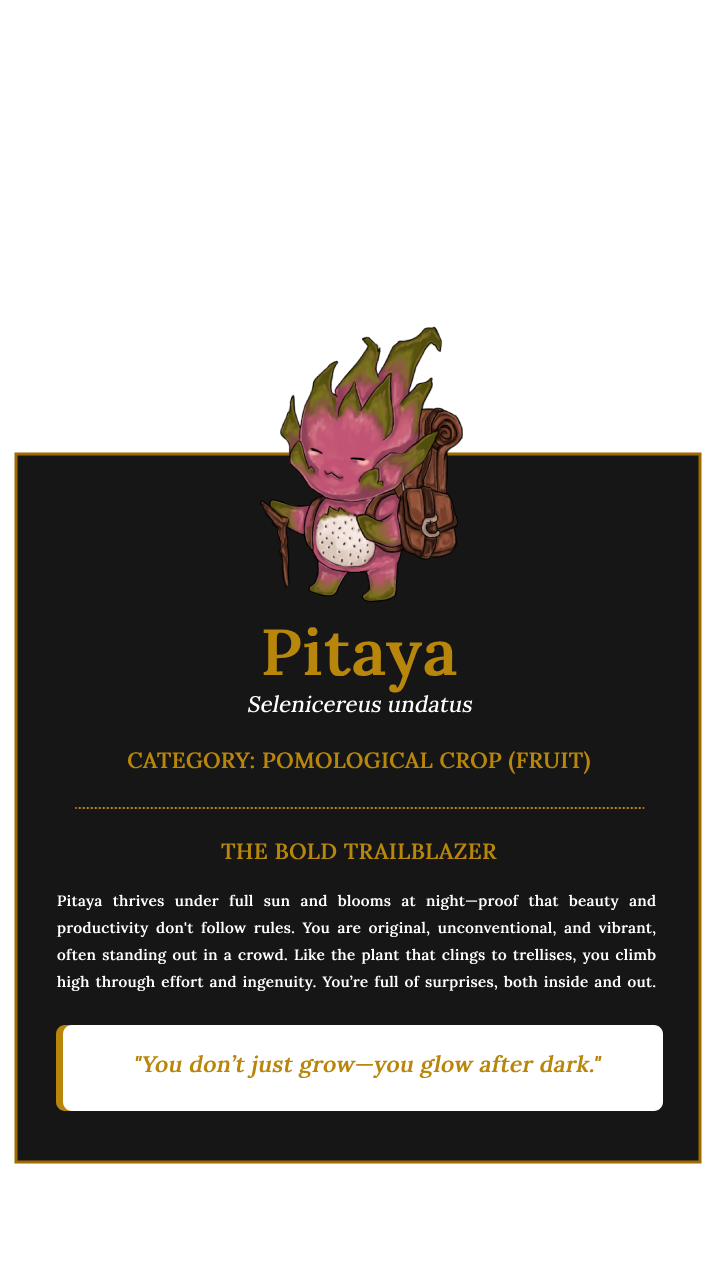 Pitaya
Selenicereus undatus
CATEGORY: POMOLOGICAL CROP (FRUIT)
THE BOLD TRAILBLAZER
Pitaya thrives under full sun and blooms at night—proof that beauty and
productivity don't follow rules. You are original, unconventional, and vibrant,
often standing out in a crowd. Like the plant that clings to trellises, you climb
high through effort and ingenuity. You’re full of surprises, both inside and out.
"You don’t just grow—you glow after dark."